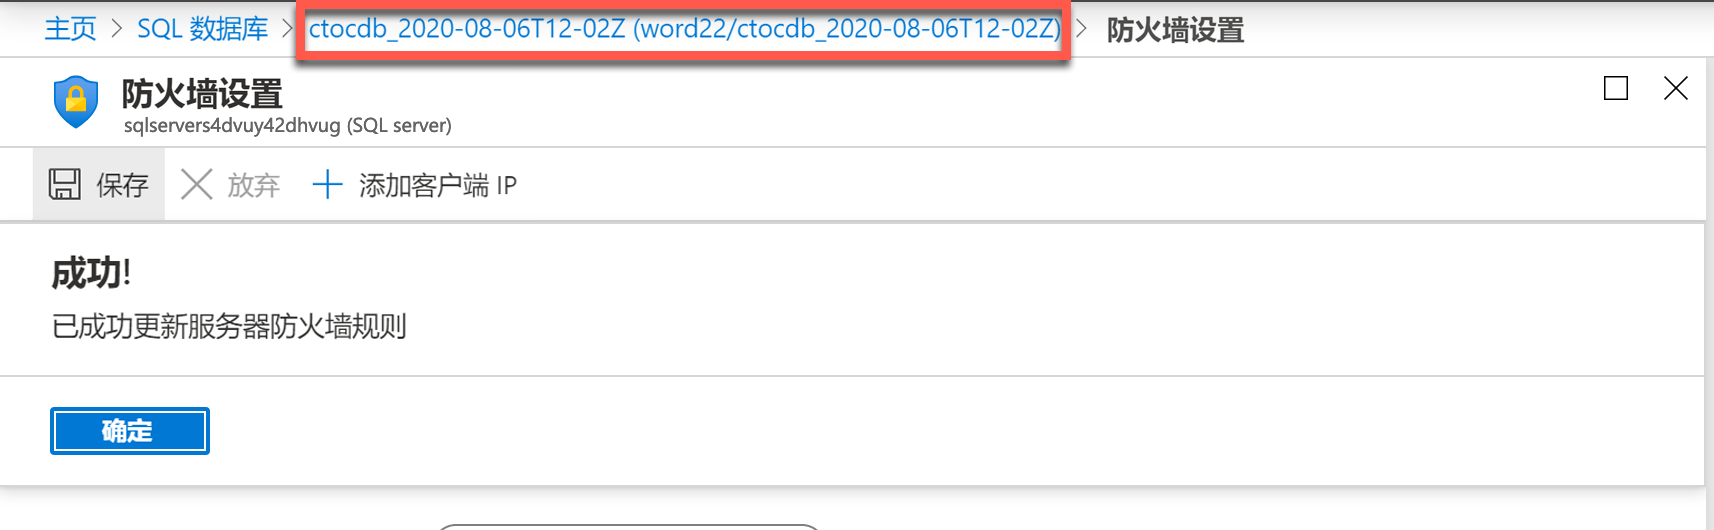 主页 > SQL 数据库 > ctocdb_2020-08-06T12-02Z (word22/ctocdb_2020-08-06T12-02Z) > 防火墙设置
防火墙设置
sqlservers4dvuy42dhvug (SQL server)
保存 放弃 添加客户端 IP
成功!
已成功更新服务器防火墙规则
确定